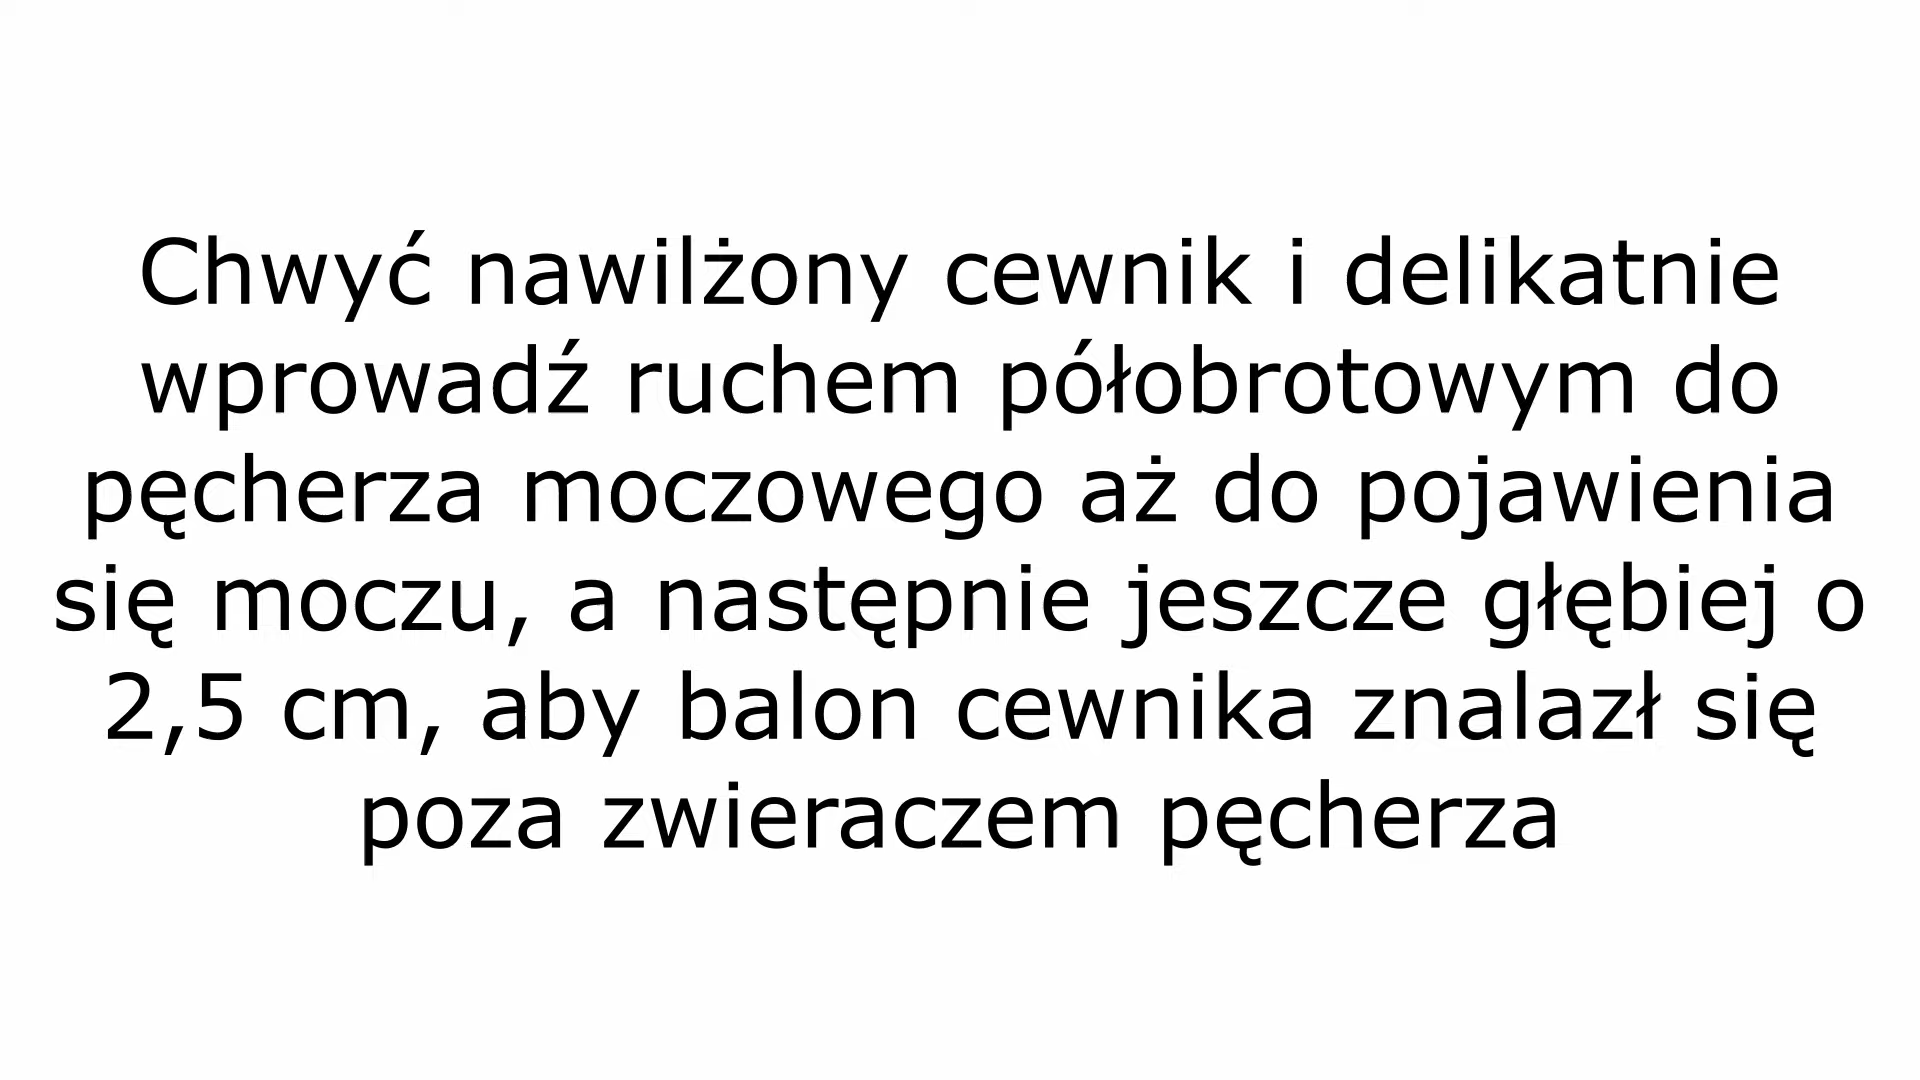 Chwyć nawilżony cewnik i delikatnie
wprowadź ruchem półobrotowym do
pęcherza moczowego aż do pojawienia
się moczu, a następnie jeszcze głębiej o
2,5 cm, aby balon cewnika znalazł się
poza zwieraczem pęcherza